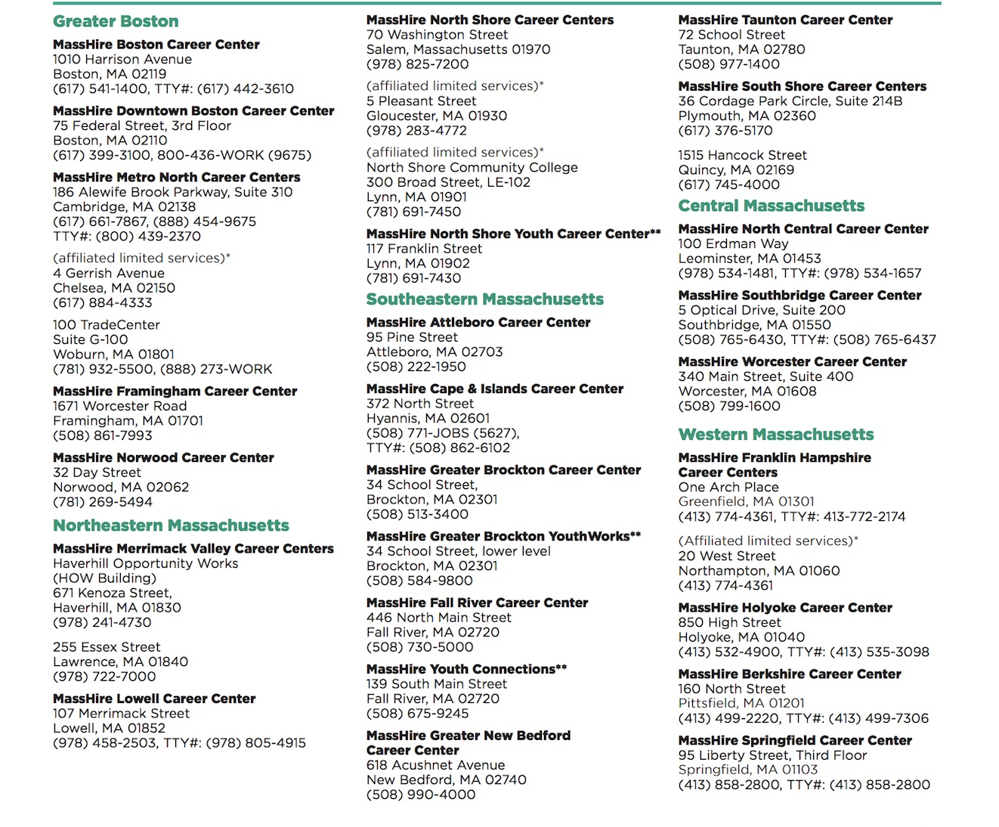 Greater Boston
MassHire Boston Career Center
1010 Harrison Avenue
Boston, MA 02119
(617) 541-1400, TTY#: (617) 442-3610
MassHire Downtown Boston Career Center
75 Federal Street, 3rd Floor
Boston, MA 02110
(617) 399-3100, 800-436-WORK (9675)
MassHire Metro North Career Centers
186 Alewife Brook Parkway, Suite 310
Cambridge, MA 02138
(617) 661-7867, (888) 454-9675
TTY#: (800) 439-2370
(affiliated limited services)*
4 Gerrish Avenue
Chelsea, MA 02150
(617) 884-4333
100 TradeCenter
Suite G-100
Woburn, MA 01801
(781) 932-5500, (888) 273-WORK
MassHire Framingham Career Center
1671 Worcester Road
Framingham, MA 01701
(508) 861-7993
MassHire Norwood Career Center
32 Day Street
Norwood, MA 02062
(781) 269-5494
Northeastern Massachusetts
MassHire Merrimack Valley Career Centers
Haverhill Opportunity Works
(HOW Building)
671 Kenoza Street,
Haverhill, MA 01830
(978) 241-4730
255 Essex Street
Lawrence, MA 01840
(978) 722-7000
MassHire Lowell Career Center
107 Merrimack Street
Lowell, MA 01852
(978) 458-2503, TTY#: (978) 805-4915
MassHire North Shore Career Centers
70 Washington Street
Salem, Massachusetts 01970
(978) 825-7200
(affiliated limited services)*
5 Pleasant Street
Gloucester, MA 01930
(978) 283-4772
(affiliated limited services)*
North Shore Community College
300 Broad Street, LE-102
Lynn, MA 01901
(781) 691-7450
MassHire North Shore Youth Career Center**
117 Franklin Street
Lynn, MA 01902
(781) 691-7430
Southeastern Massachusetts
MassHire Attleboro Career Center
95 Pine Street
Attleboro, MA 02703
(508) 222-1950
MassHire Cape & Islands Career Center
372 North Street
Hyannis, MA 02601
(508) 771-JOBS (5627),
TTY#: (508) 862-6102
MassHire Greater Brockton Career Center
34 School Street,
Brockton, MA 02301
(508) 513-3400
MassHire Greater Brockton YouthWorks**
34 School Street, lower level
Brockton, MA 02301
(508) 584-9800
MassHire Fall River Career Center
446 North Main Street
Fall River, MA 02720
(508) 730-5000
MassHire Youth Connections**
139 South Main Street
Fall River, MA 02720
(508) 675-9245
MassHire Greater New Bedford
Career Center
618 Acushnet Avenue
New Bedford, MA 02740
(508) 990-4000
MassHire Taunton Career Center
72 School Street
Taunton, MA 02780
(508) 977-1400
MassHire South Shore Career Centers
36 Cordage Park Circle, Suite 214B
Plymouth, MA 02360
(617) 376-5170
1515 Hancock Street
Quincy, MA 02169
(617) 745-4000
Central Massachusetts
MassHire North Central Career Center
100 Erdman Way
Leominster, MA 01453
(978) 534-1481, TTY#: (978) 534-1657
MassHire Southbridge Career Center
5 Optical Drive, Suite 200
Southbridge, MA 01550
(508) 765-6430, TTY#: (508) 765-6437
MassHire Worcester Career Center
340 Main Street, Suite 400
Worcester, MA 01608
(508) 799-1600
Western Massachusetts
MassHire Franklin Hampshire
Career Centers
One Arch Place
Greenfield, MA 01301
(413) 774-4361, TTY#: 413-772-2174
(Affiliated limited services)*
20 West Street
Northampton, MA 01060
(413) 774-4361
MassHire Holyoke Career Center
850 High Street
Holyoke, MA 01040
(413) 532-4900, TTY#: (413) 535-3098
MassHire Berkshire Career Center
160 North Street
Pittsfield, MA 01201
(413) 499-2220, TTY#: (413) 499-7306
MassHire Springfield Career Center
95 Liberty Street, Third Floor
Springfield, MA 01103
(413) 858-2800, TTY#: (413) 858-2800